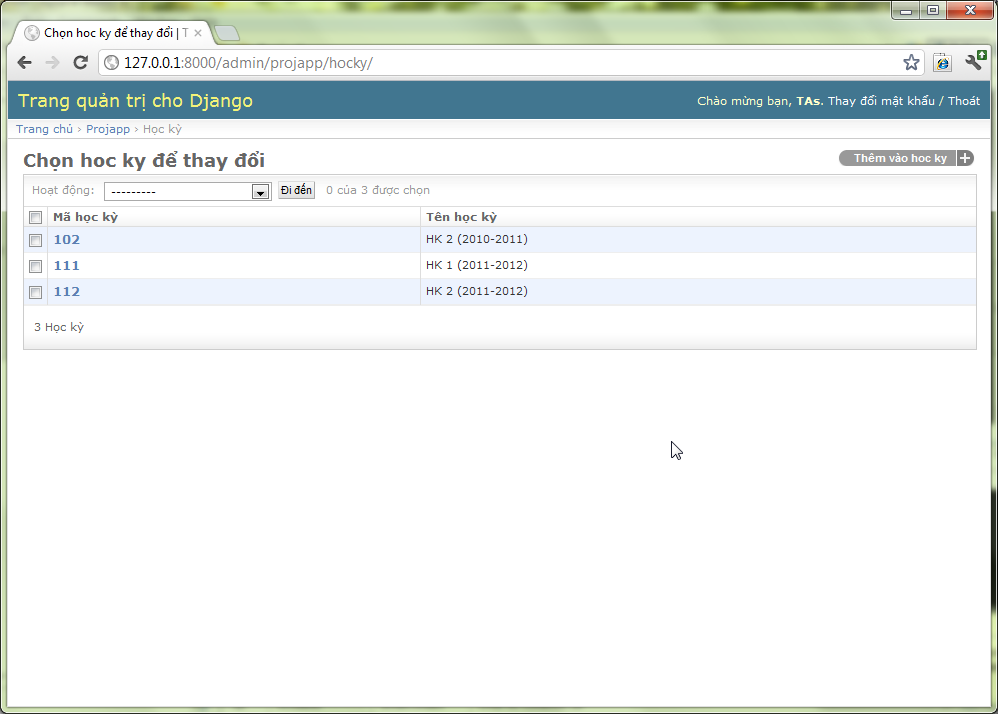 Chọn hoc ky để thay đổi | T
127.0.0.1:8000/admin/projapp/hocky/
Trang quản trị cho Django
Chào mừng bạn, TAs. Thay đổi mật khẩu / Thoát
Trang chủ › Projapp › Học kỳ
Chọn hoc ky để thay đổi
Thêm vào hoc ky
Hoạt động: --------- Đi đến 0 của 3 được chọn
Mã học kỳ Tên học kỳ
102 HK 2 (2010-2011)
111 HK 1 (2011-2012)
112 HK 2 (2011-2012)
3 Học kỳ